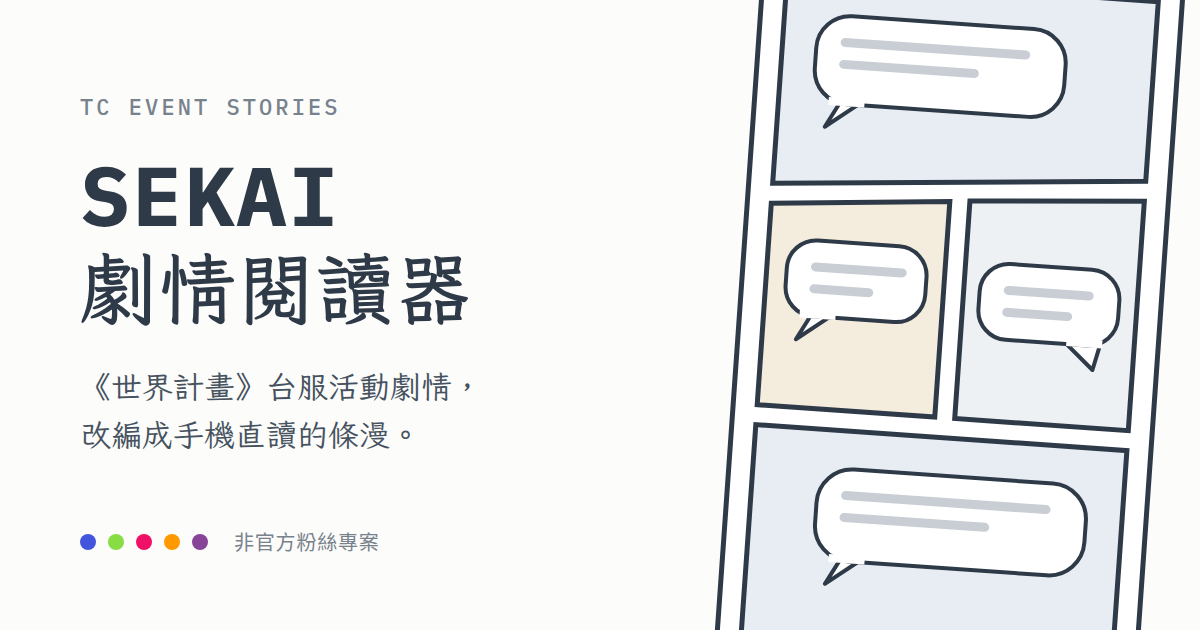 TC EVENT STORIES
SEKAI
劇情閱讀器
《世界計畫》台服活動劇情，
改編成手機直讀的條漫。
非官方粉絲專案